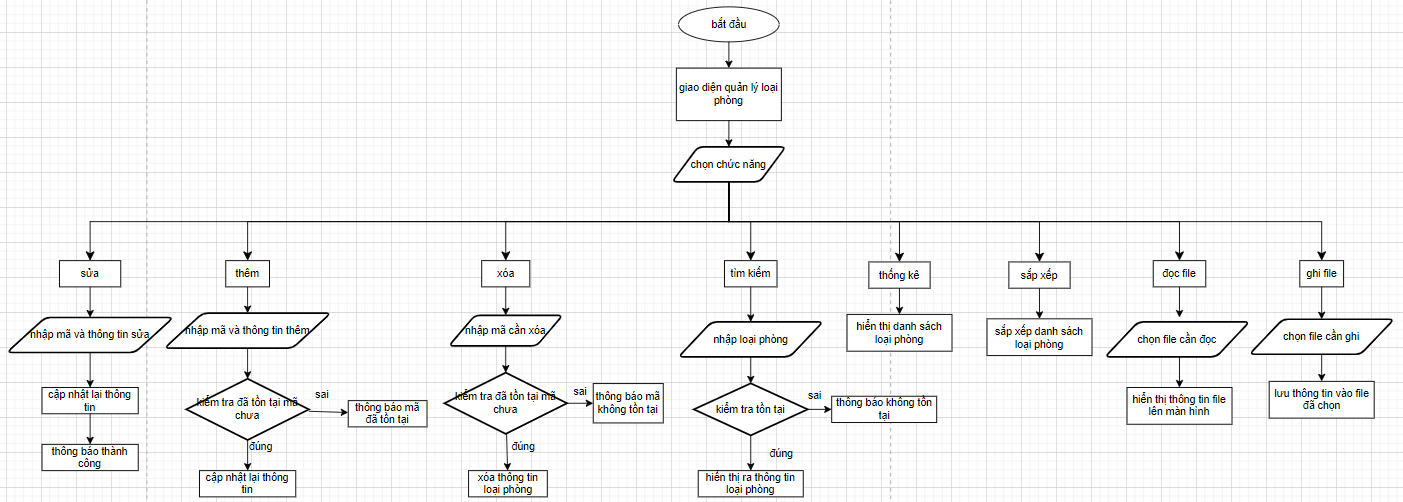 bắt đầu
giao diện quản lý loại
phòng
chọn chức năng
sửa
thêm
xóa
tìm kiếm
thống kê
sắp xếp
đọc file
ghi file
nhập mã và thông tin sửa
nhập mã và thông tin thêm
nhập mã cần xóa
nhập loại phòng
hiển thị danh sách
loại phòng
sắp xếp danh sách
loại phòng
chọn file cần đọc
chọn file cần ghi
cập nhật lại thông
tin
kiểm tra đã tồn tại mã
chưa
sai
thông báo mã
đã tồn tại
kiểm tra đã tồn tại mã
chưa
sai
thông báo mã
không tồn tại
kiểm tra tồn tại
sai
thông báo không tồn
tại
hiển thị thông tin file
lên màn hình
lưu thông tin vào file
đã chọn
thông báo thành
công
đúng
cập nhật lại thông
tin
đúng
xóa thông tin
loại phòng
đúng
hiển thị ra thông tin
loại phòng